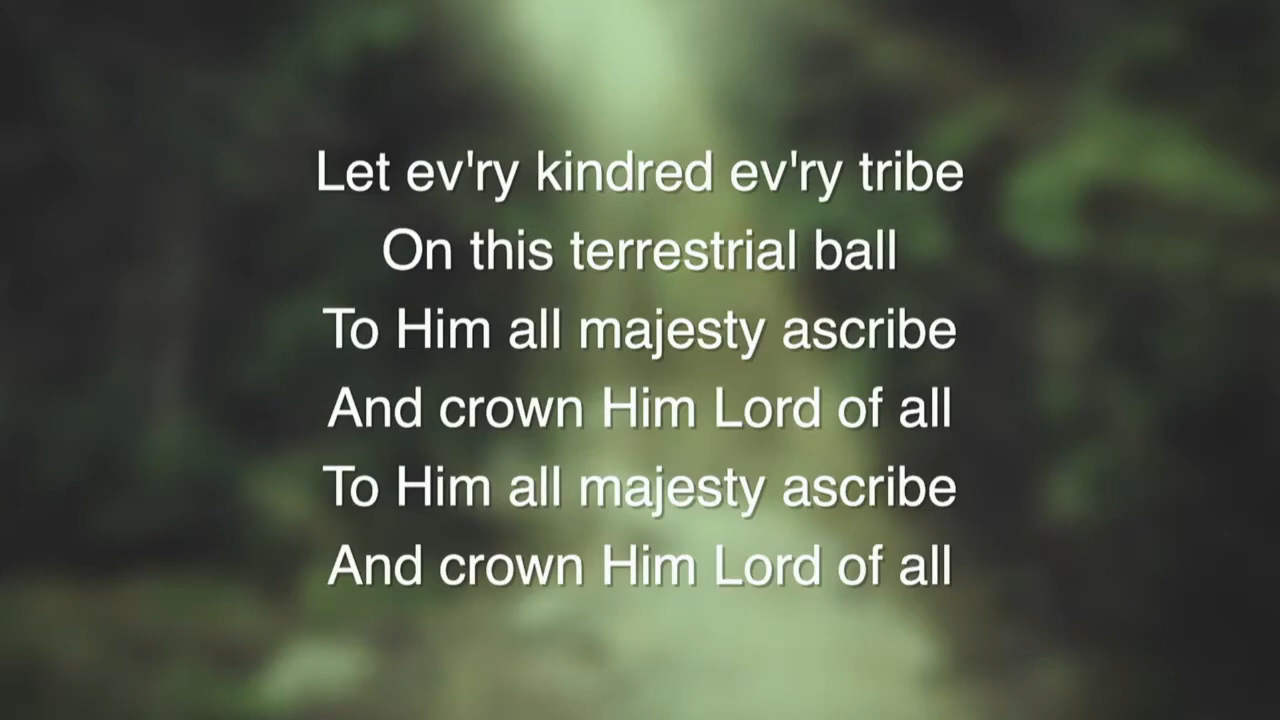 Let ev'ry kindred ev'ry tribe
On this terrestrial ball
To Him all majesty ascribe
And crown Him Lord of all
To Him all majesty ascribe
And crown Him Lord of all